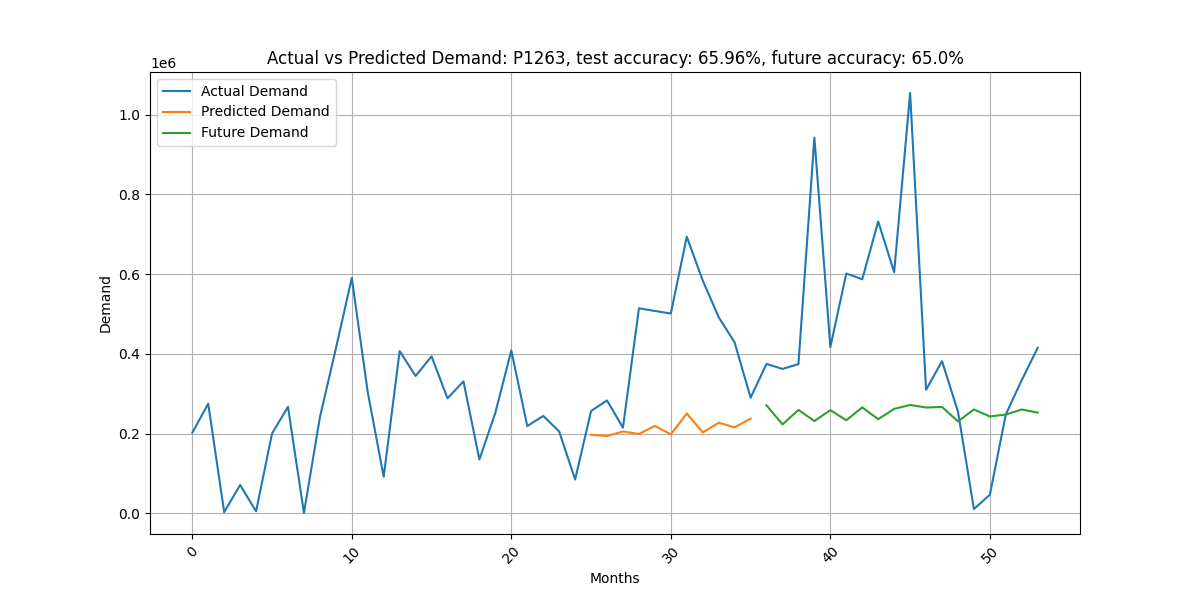 Actual vs Predicted Demand: P1263, test accuracy: 65.96%, future accuracy: 65.0%
1e6
Actual Demand
Predicted Demand
Future Demand
1.0
0.8
0.6
0.4
0.2
0.0
Demand
0 10 20 30 40 50
Months